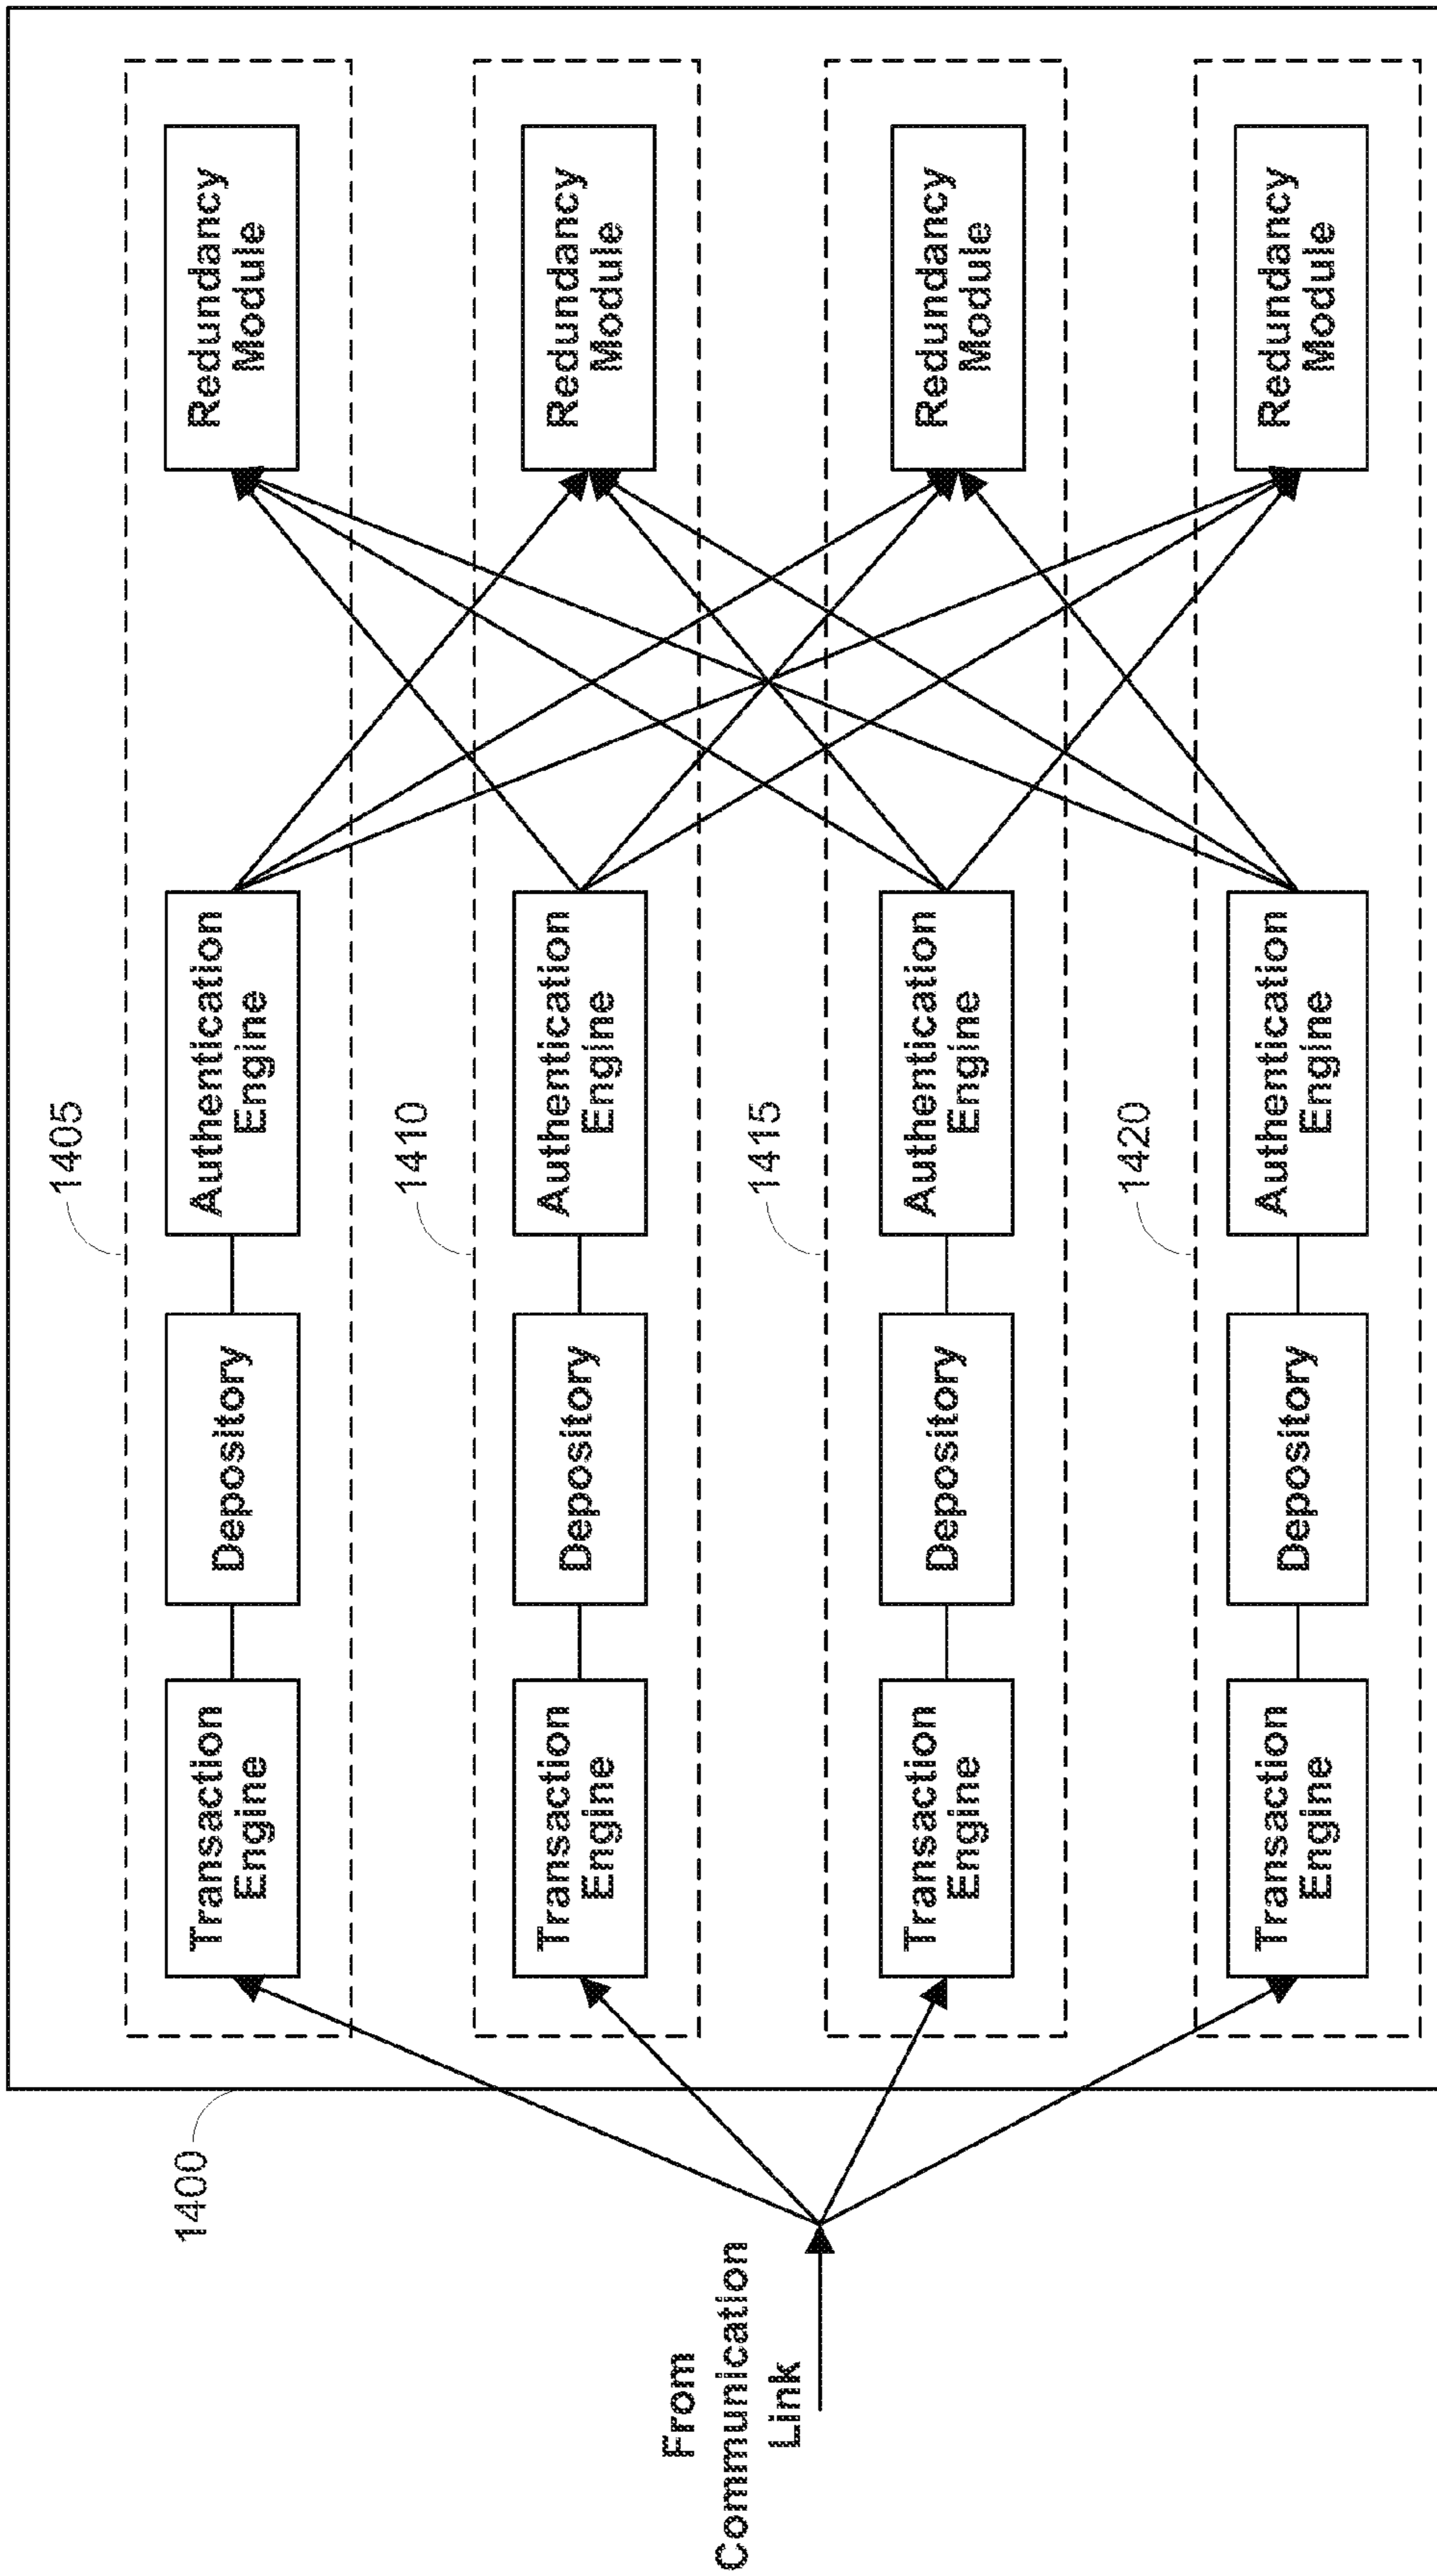 From
Communication
Link
1400
1405
Transaction
Engine
Depository
Authentication
Engine
Redundancy
Module
1410
Transaction
Engine
Depository
Authentication
Engine
Redundancy
Module
1415
Transaction
Engine
Depository
Authentication
Engine
Redundancy
Module
1420
Transaction
Engine
Depository
Authentication
Engine
Redundancy
Module